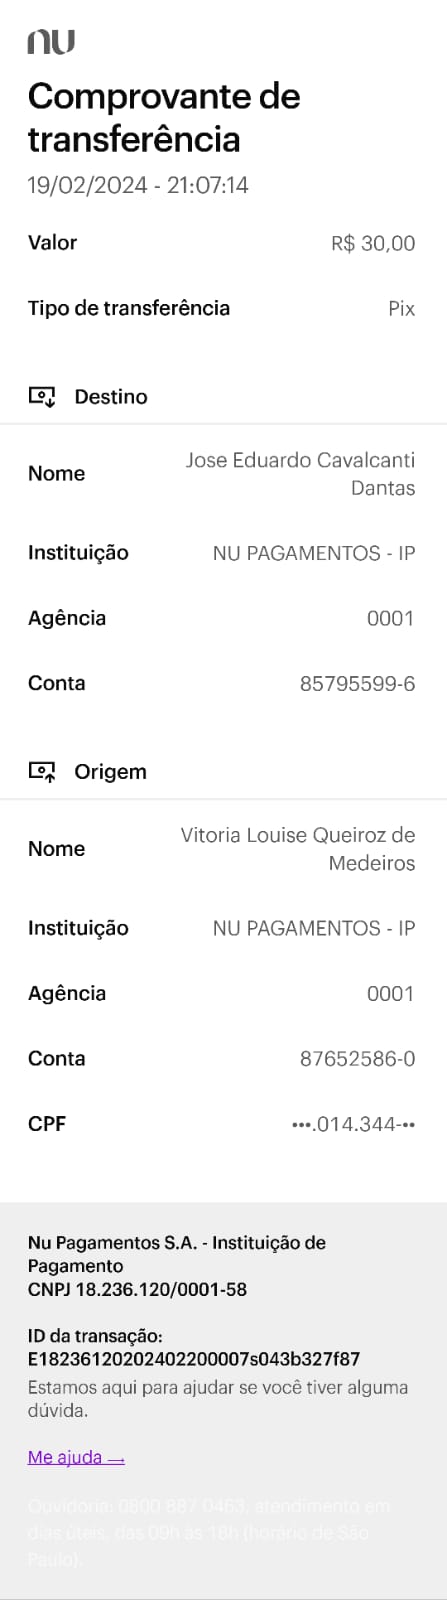 nu
Comprovante de
transferência
19/02/2024 - 21:07:14
Valor R$ 30,00
Tipo de transferência Pix
Destino
Nome Jose Eduardo Cavalcanti
Dantas
Instituição NU PAGAMENTOS - IP
Agência 0001
Conta 85795599-6
Origem
Nome Vitoria Louise Queiroz de
Medeiros
Instituição NU PAGAMENTOS - IP
Agência 0001
Conta 87652586-0
CPF •••.014.344-••
Nu Pagamentos S.A. - Instituição de
Pagamento
CNPJ 18.236.120/0001-58
ID da transação:
E18236120202402200007s043b327f87
Estamos aqui para ajudar se você tiver alguma
dúvida.
Me ajuda →
Ouvidoria: 0800 887 0463, atendimento em
dias úteis, das 09h às 18h (horário de São
Paulo).